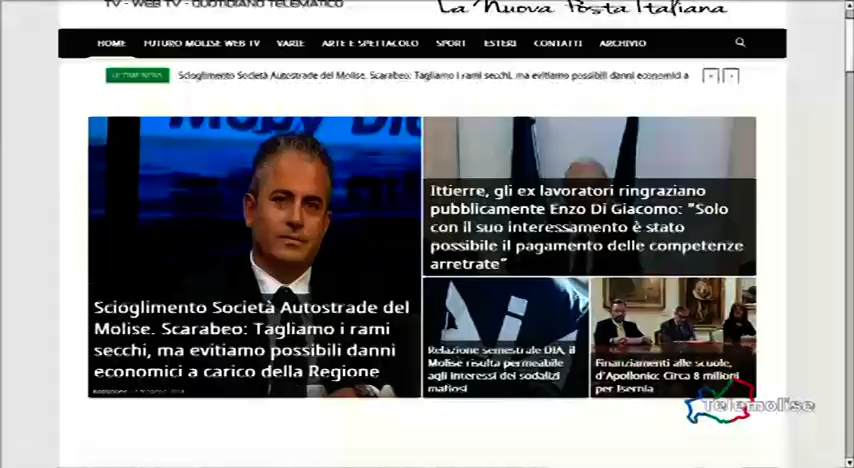 TV - WEB TV - QUOTIDIANO TELEMATICO
La Nuova Posta Italiana
HOME FUTURO MOLISE WEB TV VARIE ARTE E SPETTACOLO SPORT ESTERI CONTATTI ARCHIVIO
ULTIME NEWS Scioglimento Società Autostrade del Molise. Scarabeo: Tagliamo i rami secchi, ma evitiamo possibili danni economici a
Moby Dick
Scioglimento Società Autostrade del
Molise. Scarabeo: Tagliamo i rami
secchi, ma evitiamo possibili danni
economici a carico della Regione
Ittierre, gli ex lavoratori ringraziano
pubblicamente Enzo Di Giacomo: "Solo
con il suo interessamento è stato
possibile il pagamento delle competenze
arretrate"
Relazione semestrale DIA, il
Molise risulta permeabile
agli interessi dei sodalizi
mafiosi
Finanziamenti alle scuole,
d'Apollonio: Circa 8 milioni
per Isernia
Telemolise